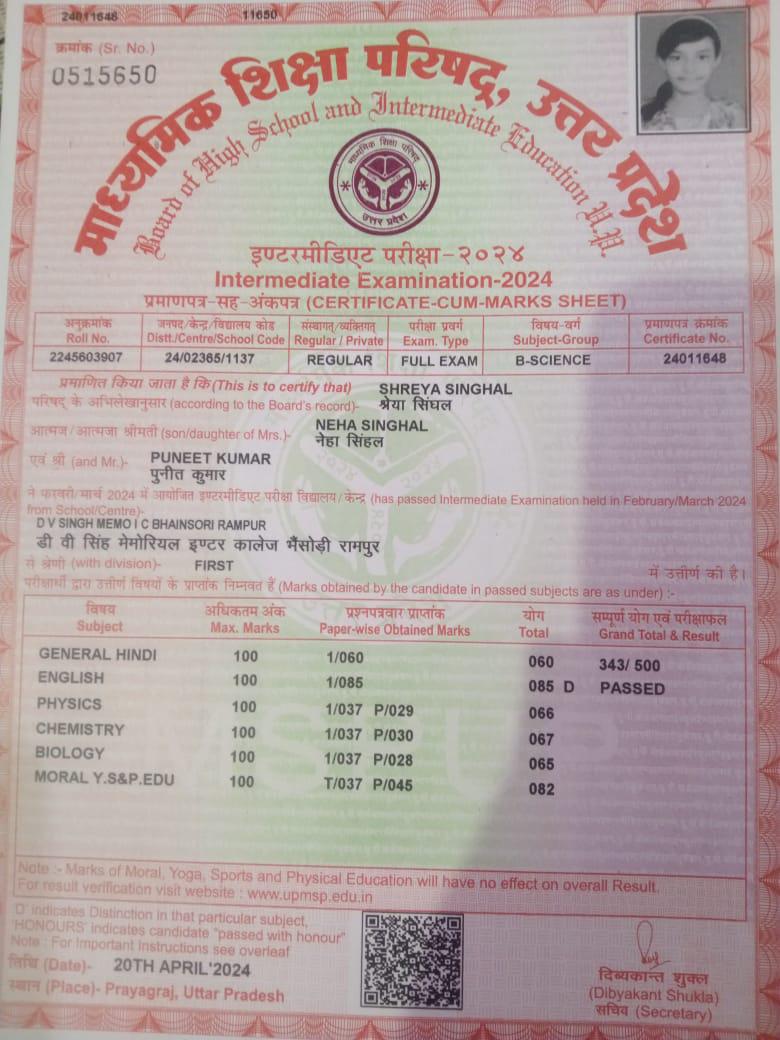 24011648 11650
क्रमांक (Sr. No.)
0515650
माध्यमिक शिक्षा परिषद्, उत्तर प्रदेश
Board of High School and Intermediate Education U.P.
माध्यमिक शिक्षा परिषद्
उत्तर प्रदेश
इण्टरमीडिएट परीक्षा-२०२४
Intermediate Examination-2024
प्रमाणपत्र-सह-अंकपत्र (CERTIFICATE-CUM-MARKS SHEET)
अनुक्रमांक जनपद/केन्द्र/विद्यालय कोड संस्थागत/व्यक्तिगत परीक्षा प्रवर्ग विषय-वर्ग प्रमाणपत्र क्रमांक
Roll No. Distt./Centre/School Code Regular / Private Exam. Type Subject-Group Certificate No.
2245603907 24/02365/1137 REGULAR FULL EXAM B-SCIENCE 24011648
प्रमाणित किया जाता है कि(This is to certify that) SHREYA SINGHAL
परिषद् के अभिलेखानुसार (according to the Board's record)- श्रेया सिंघल
आत्मज/आत्मजा श्रीमती (son/daughter of Mrs.)- NEHA SINGHAL
नेहा सिंहल
एवं श्री (and Mr.)- PUNEET KUMAR
पुनीत कुमार
ने फरवरी/मार्च 2024 में आयोजित इण्टरमीडिएट परीक्षा विद्यालय/केन्द्र (has passed Intermediate Examination held in February/March 2024
from School/Centre)-
D V SINGH MEMO I C BHAINSORI RAMPUR
डी वी सिंह मेमोरियल इण्टर कालेज भैंसोड़ी रामपुर
से श्रेणी (with division)- FIRST में उत्तीर्ण की है।
परीक्षार्थी द्वारा उत्तीर्ण विषयों के प्राप्तांक निम्नवत हैं (Marks obtained by the candidate in passed subjects are as under) :-
विषय अधिकतम अंक प्रश्नपत्रवार प्राप्तांक योग सम्पूर्ण योग एवं परीक्षाफल
Subject Max. Marks Paper-wise Obtained Marks Total Grand Total & Result
GENERAL HINDI 100 1/060 060 343/ 500
ENGLISH 100 1/085 085 D PASSED
PHYSICS 100 1/037 P/029 066
CHEMISTRY 100 1/037 P/030 067
BIOLOGY 100 1/037 P/028 065
MORAL Y.S&P.EDU 100 T/037 P/045 082
Note :- Marks of Moral, Yoga, Sports and Physical Education will have no effect on overall Result.
For result verification visit website : www.upmsp.edu.in
'D' indicates Distinction in that particular subject,
'HONOURS' indicates candidate "passed with honour"
Note : For Important Instructions see overleaf
तिथि (Date)- 20TH APRIL'2024
स्थान (Place)- Prayagraj, Uttar Pradesh
दिब्यकान्त शुक्ल
(Dibyakant Shukla)
सचिव (Secretary)